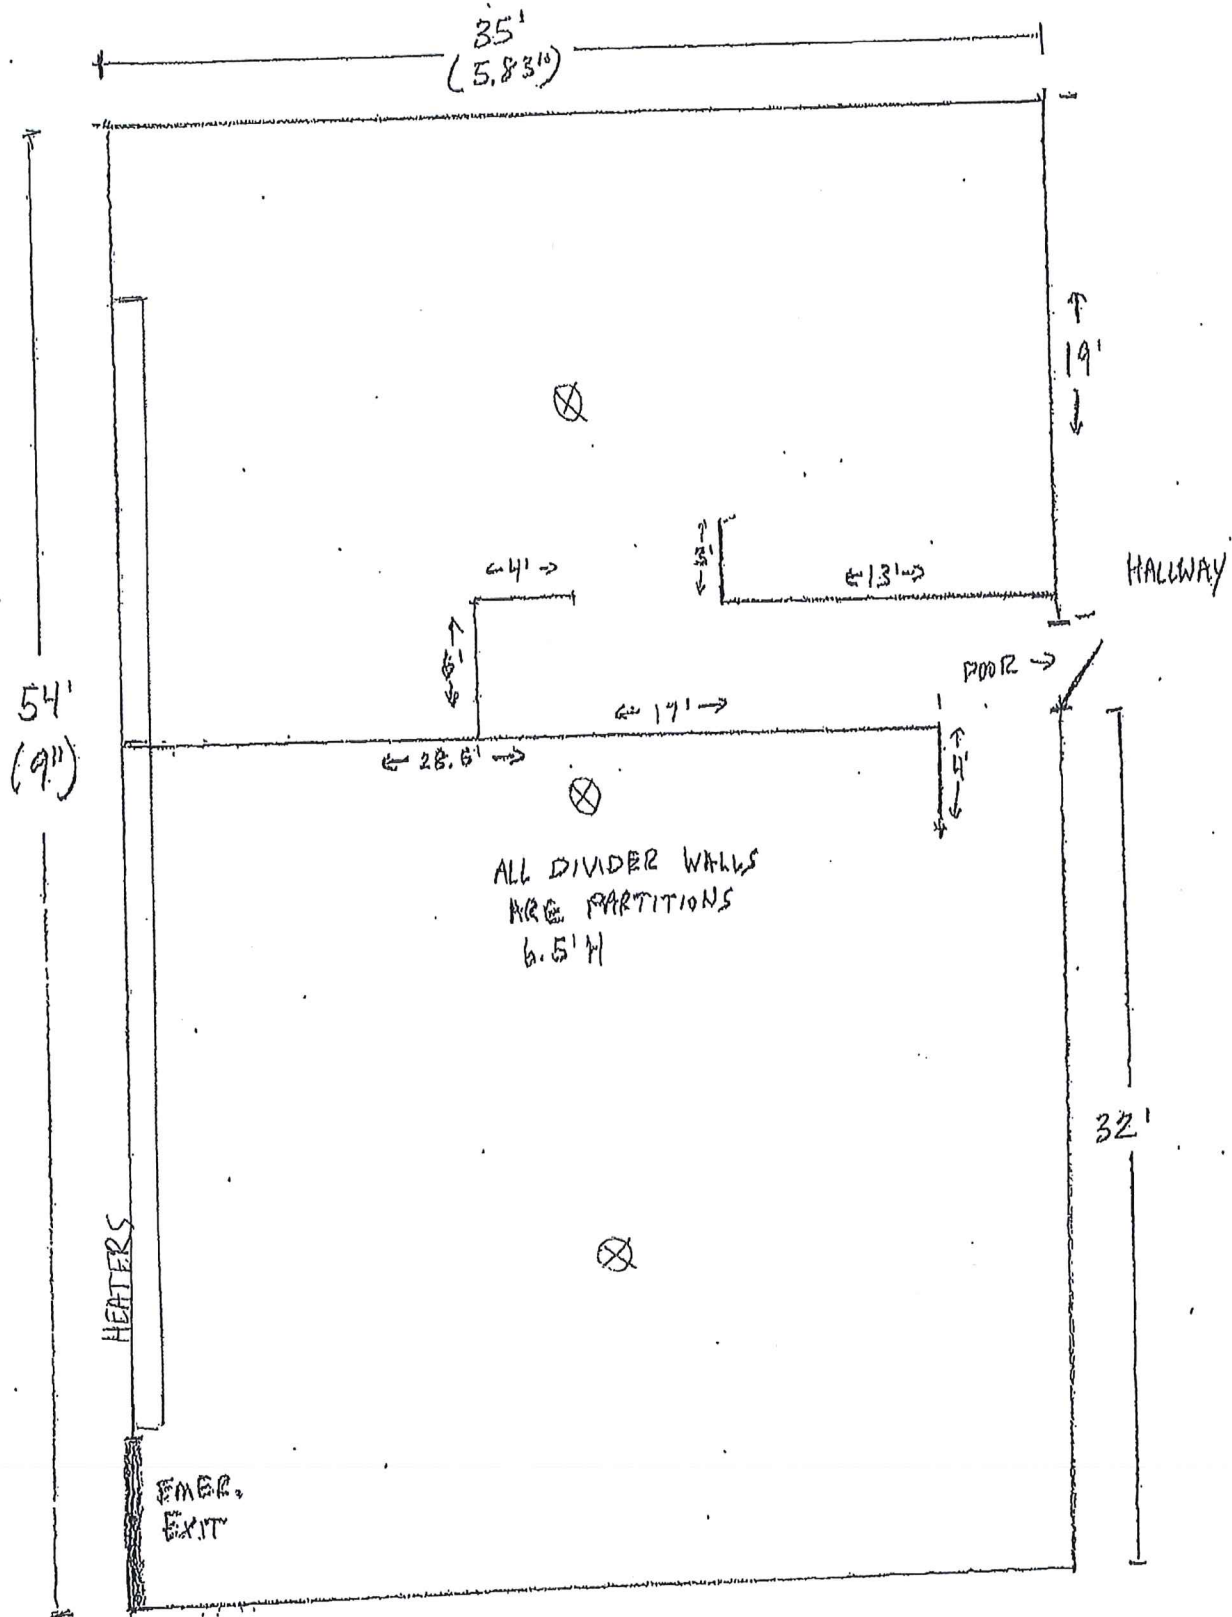 35'
(5.83")
19'
3'
←4'→
←13'→
HALLWAY
6'
DOOR →
54'
(9")
← 17' →
← 28.5' →
4'
ALL DIVIDER WALLS
ARE PARTITIONS
6.5' H
32'
HEATERS
EMER.
EXIT